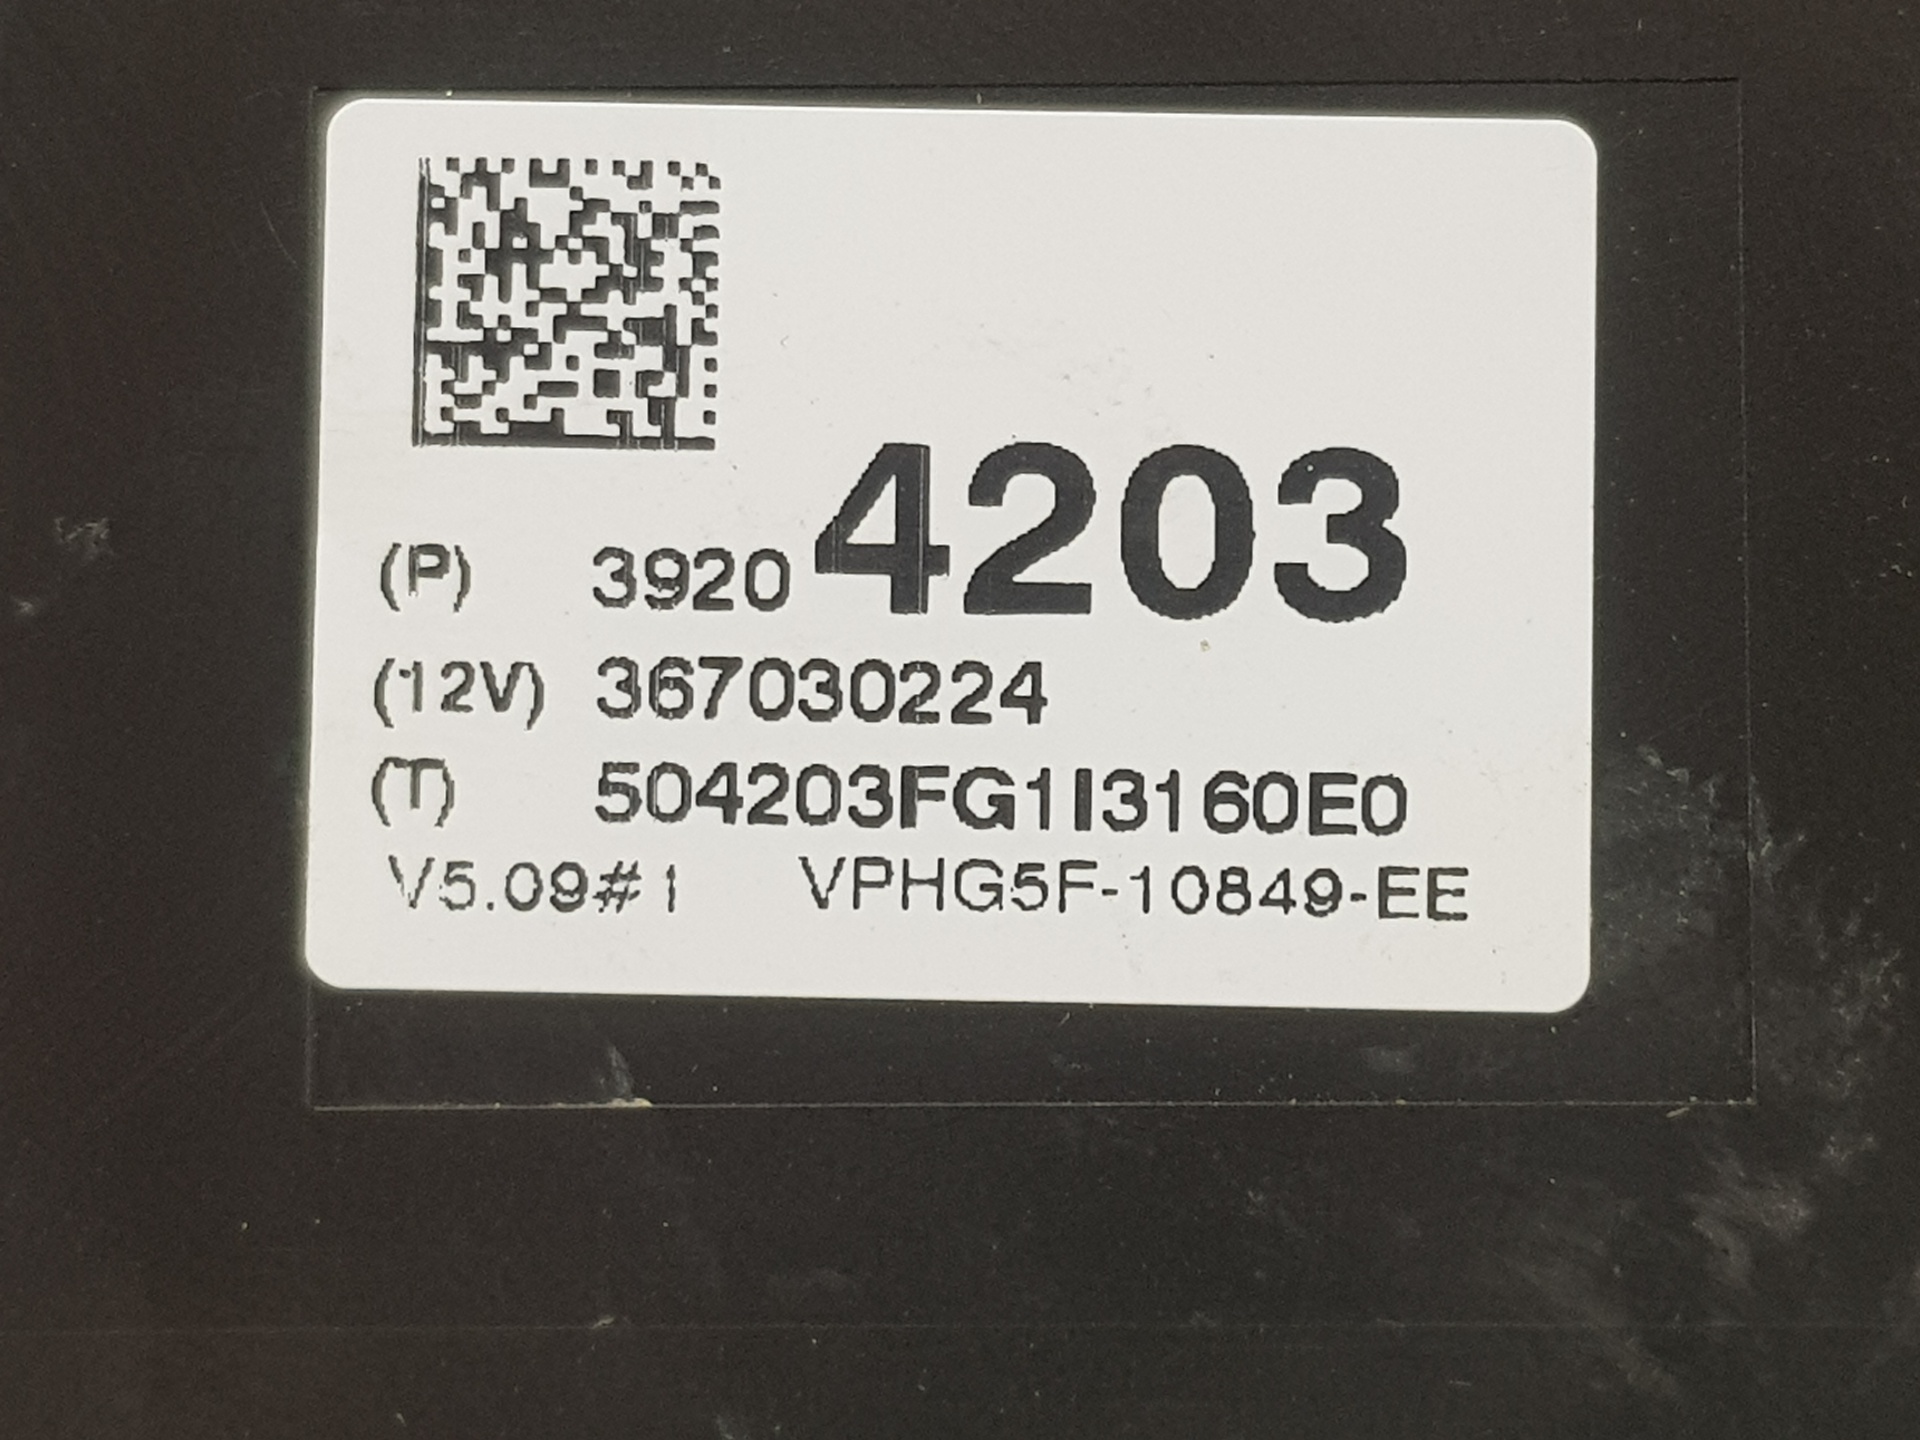 (P) 3920 4203
(12V) 367030224
(T) 504203FG1I3160E0
V5.09#1 VPHG5F-10849-EE